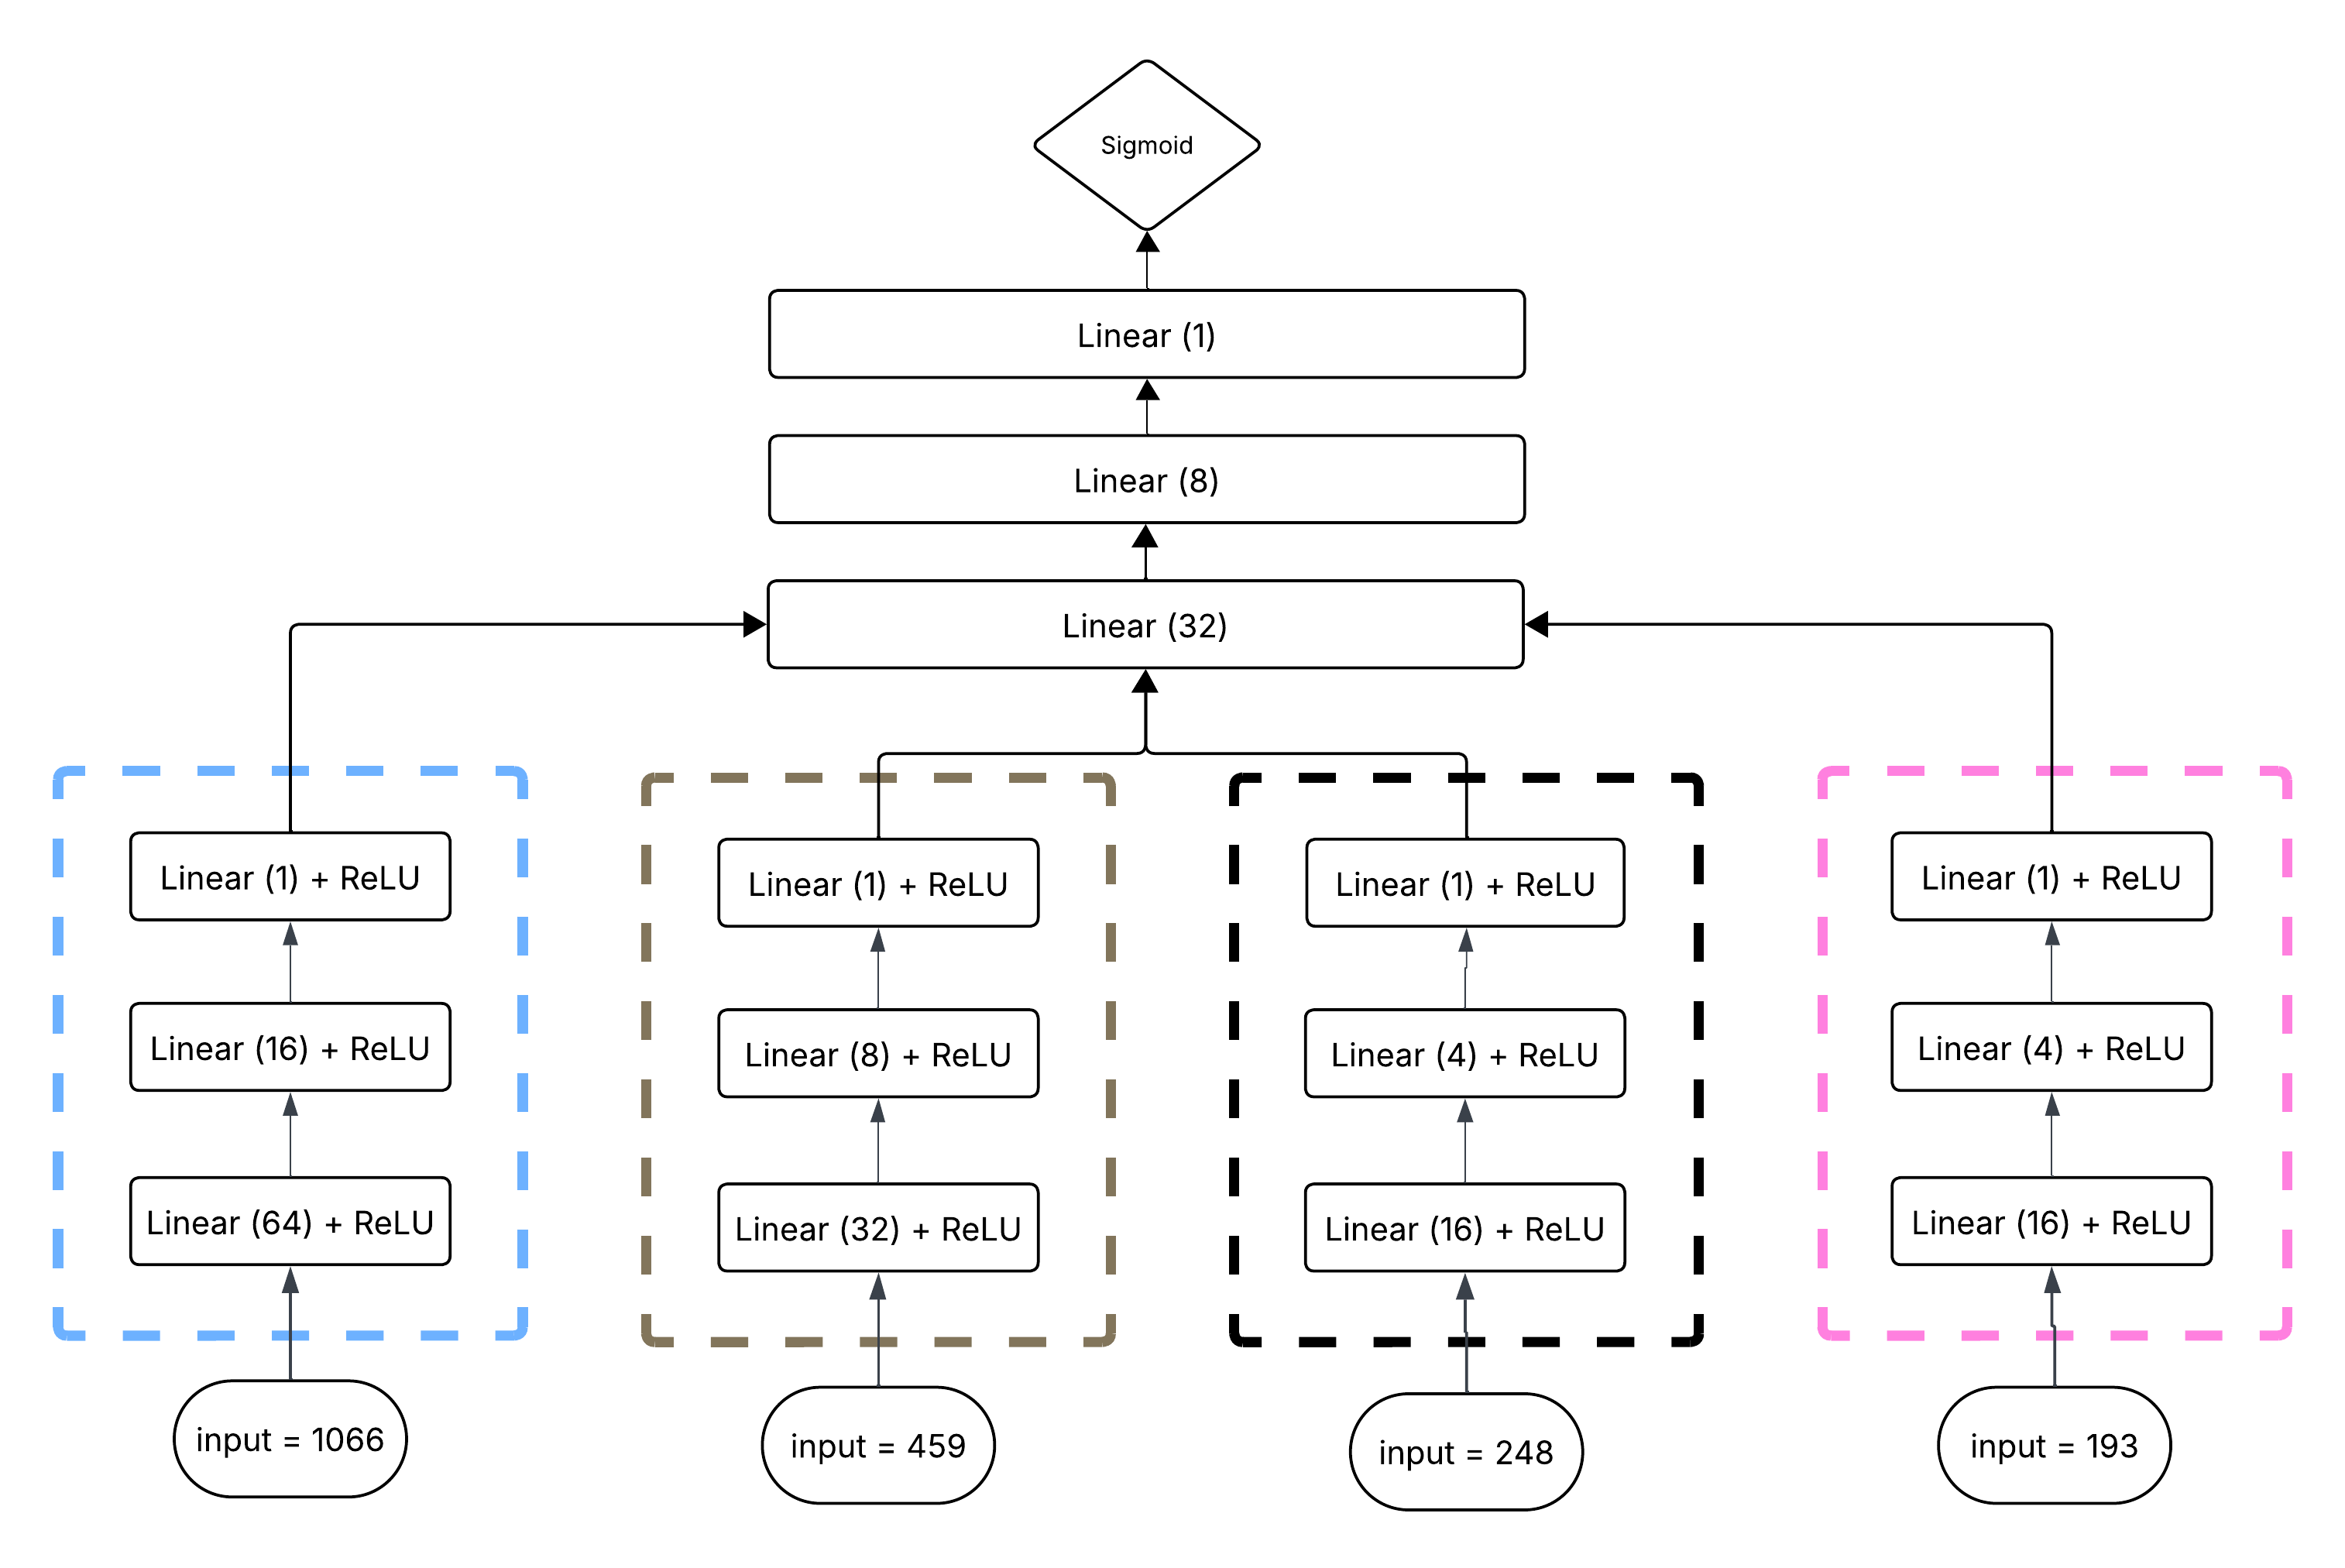 Sigmoid
Linear (1)
Linear (8)
Linear (32)
Linear (1) + ReLU
Linear (16) + ReLU
Linear (64) + ReLU
input = 1066
Linear (1) + ReLU
Linear (8) + ReLU
Linear (32) + ReLU
input = 459
Linear (1) + ReLU
Linear (4) + ReLU
Linear (16) + ReLU
input = 248
Linear (1) + ReLU
Linear (4) + ReLU
Linear (16) + ReLU
input = 193